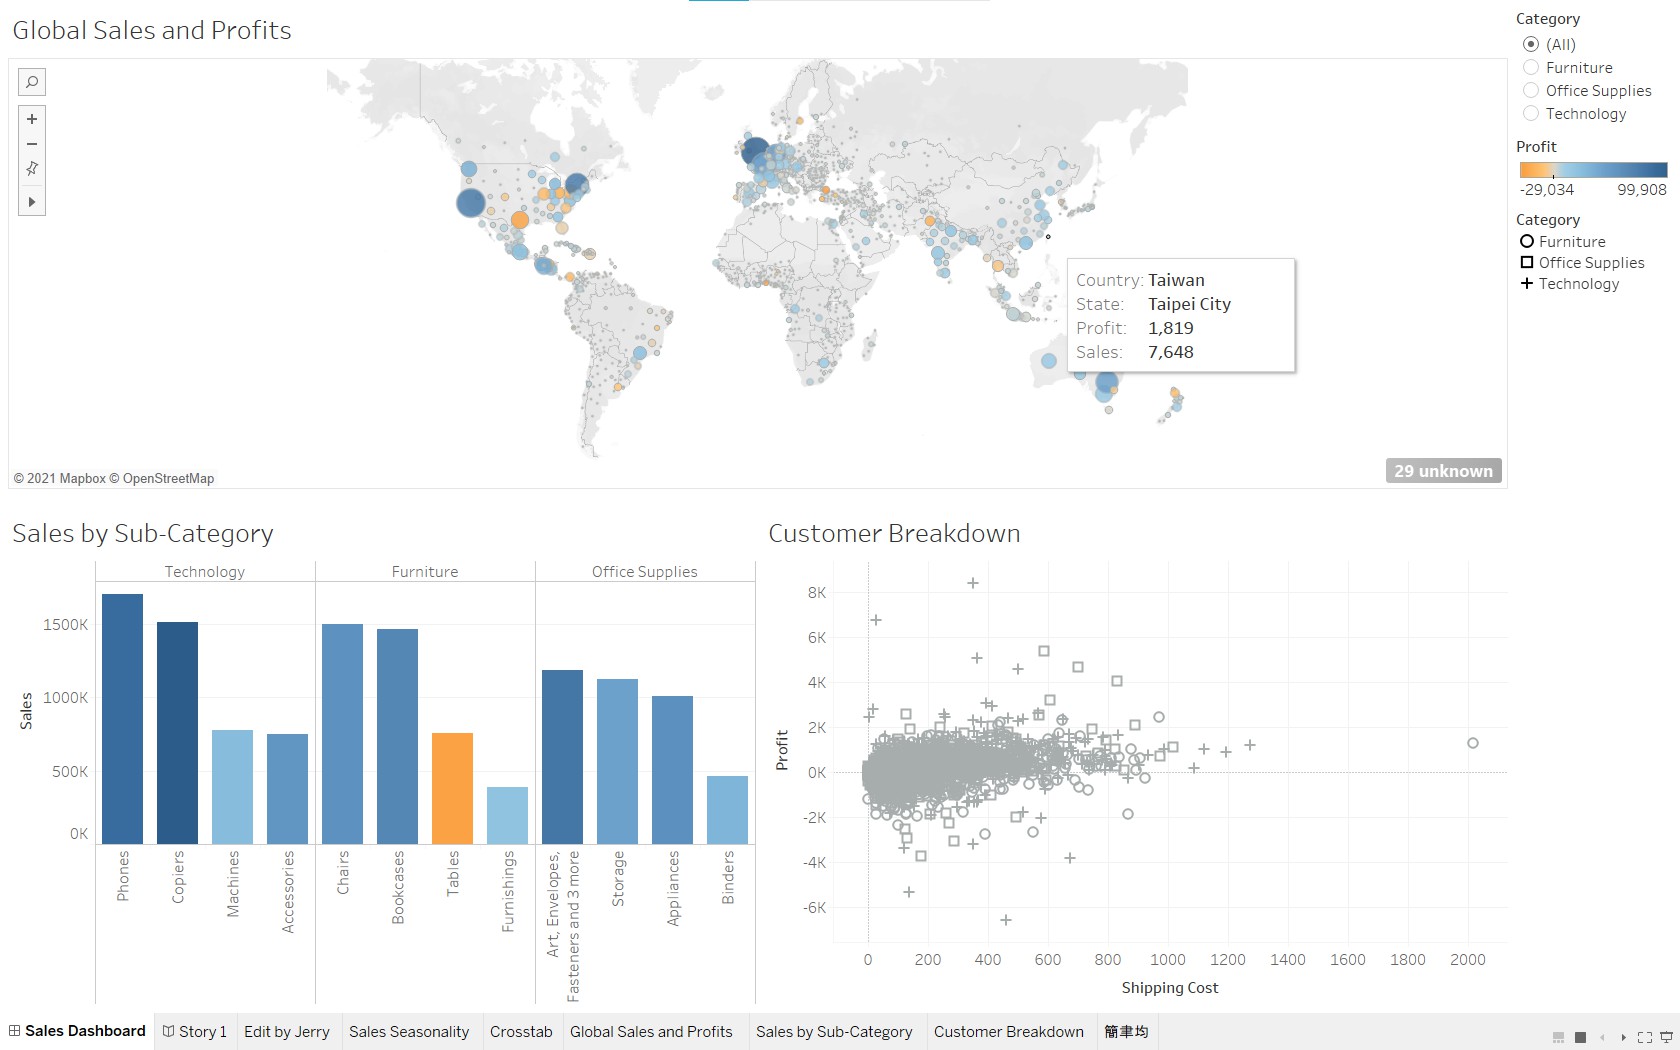 Global Sales and Profits
Category
(All)
Furniture
Office Supplies
Technology
Profit
-29,034 99,908
Category
Furniture
Office Supplies
Technology
Country: Taiwan
State: Taipei City
Profit: 1,819
Sales: 7,648
© 2021 Mapbox © OpenStreetMap
29 unknown
Sales by Sub-Category
Technology Furniture Office Supplies
Sales
1500K
1000K
500K
0K
Phones
Copiers
Machines
Accessories
Chairs
Bookcases
Tables
Furnishings
Art, Envelopes,
Fasteners and 3 more
Storage
Appliances
Binders
Customer Breakdown
Profit
8K
6K
4K
2K
0K
-2K
-4K
-6K
0 200 400 600 800 1000 1200 1400 1600 1800 2000
Shipping Cost
Sales Dashboard Story 1 Edit by Jerry Sales Seasonality Crosstab Global Sales and Profits Sales by Sub-Category Customer Breakdown 簡聿均